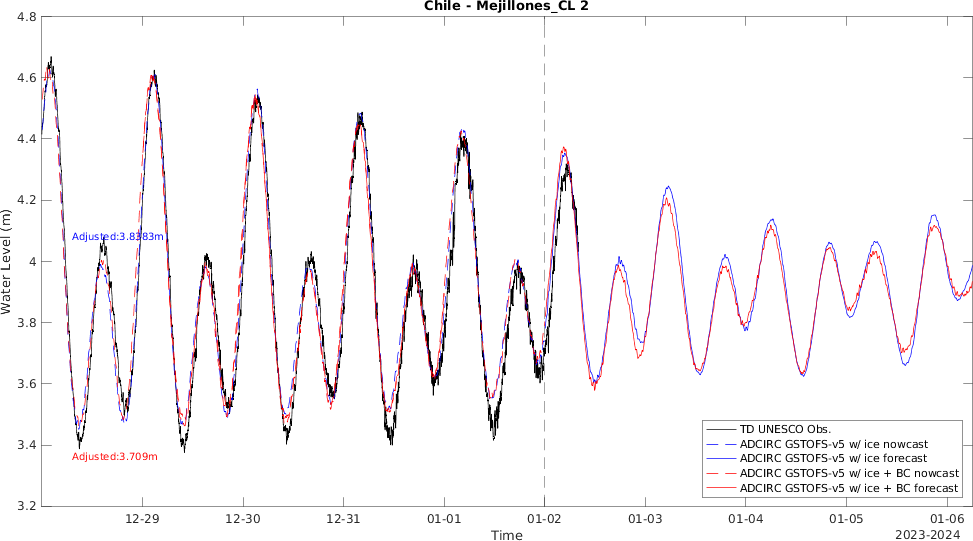 Chile - Mejillones_CL 2
4.8
4.6
4.4
4.2
4
3.8
3.6
3.4
3.2
Water Level (m)
Adjusted:3.8383m
Adjusted:3.709m
TD UNESCO Obs.
ADCIRC GSTOFS-v5 w/ ice nowcast
ADCIRC GSTOFS-v5 w/ ice forecast
ADCIRC GSTOFS-v5 w/ ice + BC nowcast
ADCIRC GSTOFS-v5 w/ ice + BC forecast
12-29 12-30 12-31 01-01 01-02 01-03 01-04 01-05 01-06
Time
2023-2024